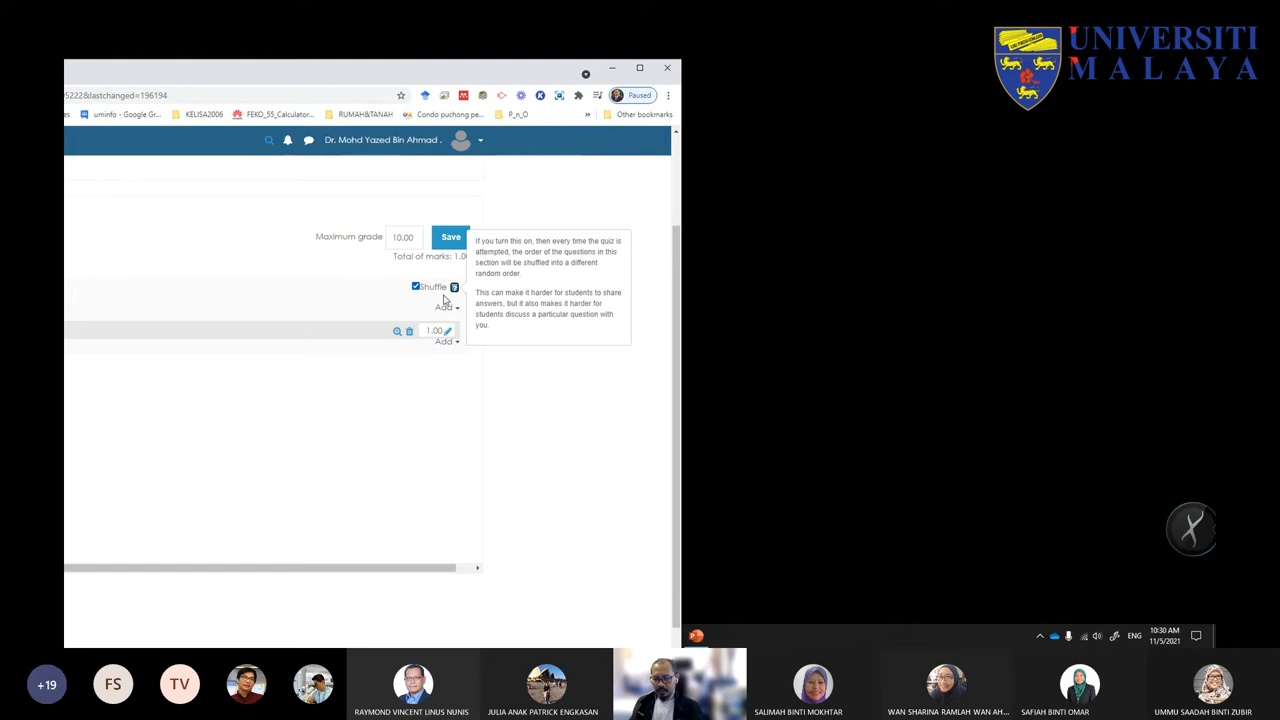 UNIVERSITI
MALAYA
5222&lastchanged=196194
Paused
uminfo - Google Gr...
KELISA2006
FEKO_55_Calculator...
RUMAH&TANAH
Condo puchong pe...
P_n_O
»
Other bookmarks
Dr. Mohd Yazed Bin Ahmad .
Maximum grade
10.00
Save
Total of marks: 1.0
If you turn this on, then every time the quiz is
attempted, the order of the questions in this
section will be shuffled into a different
random order.
This can make it harder for students to share
answers, but it also makes it harder for
students discuss a particular question with
you.
Shuffle
Add
1.00
Add
10:30 AM
ENG
11/5/2021
+19
FS
TV
RAYMOND VINCENT LINUS NUNIS
JULIA ANAK PATRICK ENGKASAN
SALIMAH BINTI MOKHTAR
WAN SHARINA RAMLAH WAN AH...
SAFIAH BINTI OMAR
UMMU SAADAH BINTI ZUBIR